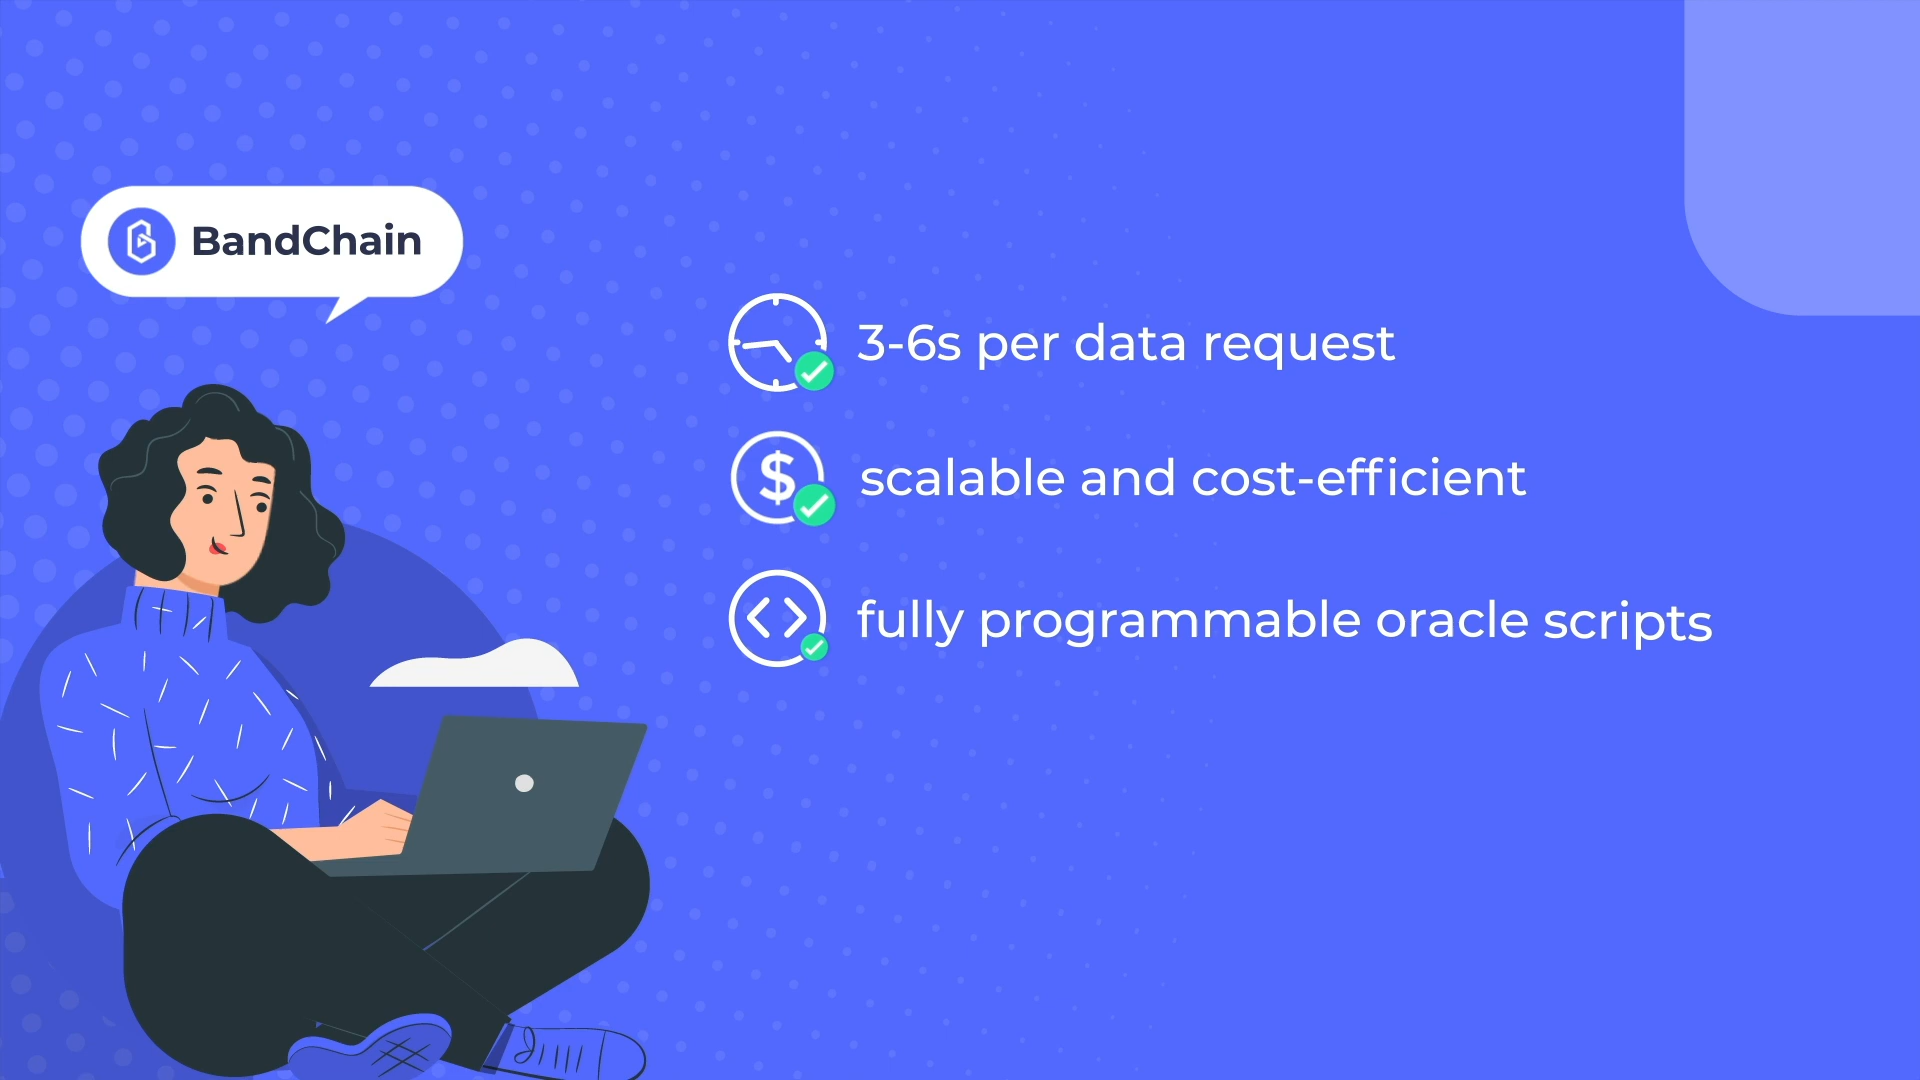 BandChain
3-6s per data request
$
scalable and cost-efficient
fully programmable oracle scripts